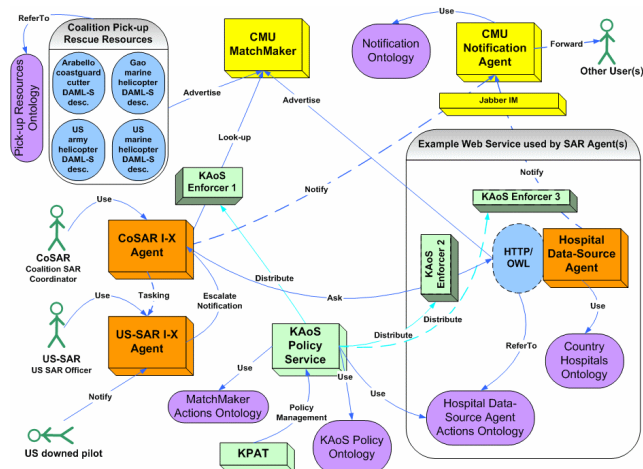 Coalition Pick-up
Rescue Resources
ReferTo
Pick-up Resources
Ontology
Arabello
coastguard
cutter
DAML-S
desc.
Gao
marine
helicopter
DAML-S
desc.
US
army
helicopter
DAML-S
desc.
US
marine
helicopter
DAML-S
desc.
CMU
MatchMaker
Use
Notification
Ontology
CMU
Notification
Agent
Forward
Other User(s)
Jabber IM
Advertise
Advertise
Look-up
Example Web Service used by SAR Agent(s)
KAoS
Enforcer 1
Notify
Notify
KAoS Enforcer 3
Use
CoSAR
Coalition SAR
Coordinator
CoSAR I-X
Agent
KAoS
Enforcer 2
HTTP/
OWL
Hospital
Data-Source
Agent
Tasking
Escalate
Notification
Distribute
Ask
Use
US-SAR
US SAR Officer
US-SAR I-X
Agent
KAoS
Policy
Service
Distribute
Distribute
Use
ReferTo
Country
Hospitals
Ontology
Notify
US downed pilot
Use
MatchMaker
Actions Ontology
Policy
Management
Use
Use
KPAT
KAoS Policy
Ontology
Hospital Data-
Source Agent
Actions Ontology